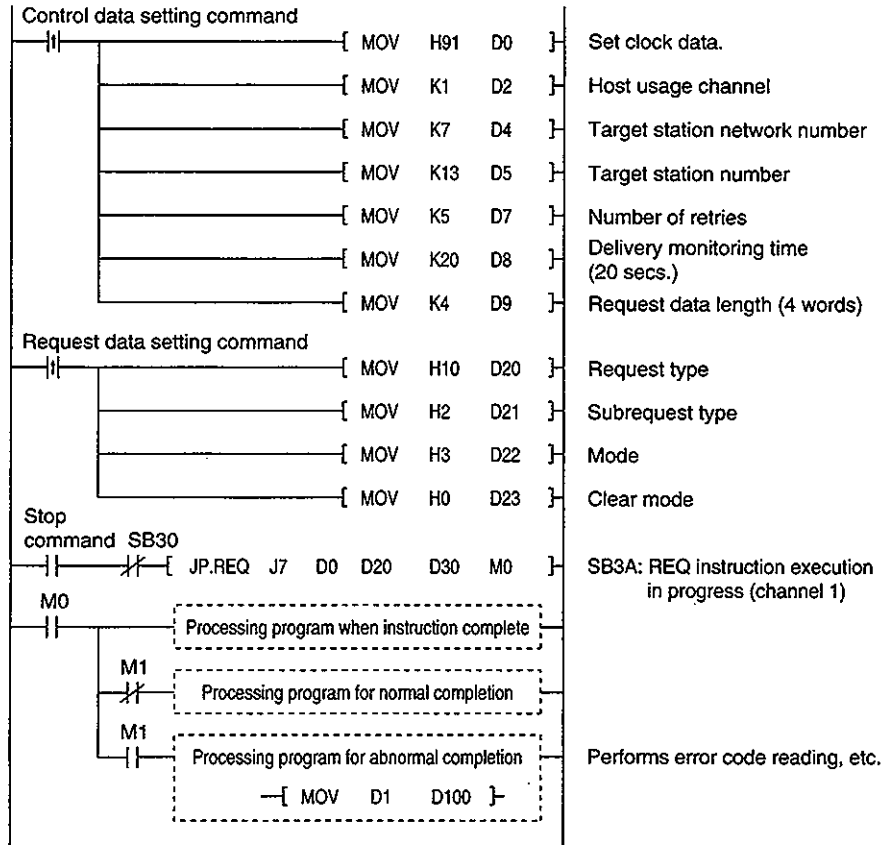 Control data setting command
MOV H91 D0 Set clock data.
MOV K1 D2 Host usage channel
MOV K7 D4 Target station network number
MOV K13 D5 Target station number
MOV K5 D7 Number of retries
MOV K20 D8 Delivery monitoring time
(20 secs.)
MOV K4 D9 Request data length (4 words)
Request data setting command
MOV H10 D20 Request type
MOV H2 D21 Subrequest type
MOV H3 D22 Mode
MOV H0 D23 Clear mode
Stop
command SB30
JP.REQ J7 D0 D20 D30 M0 SB3A: REQ instruction execution
in progress (channel 1)
M0
Processing program when instruction complete
M1
Processing program for normal completion
M1
Processing program for abnormal completion Performs error code reading, etc.
MOV D1 D100